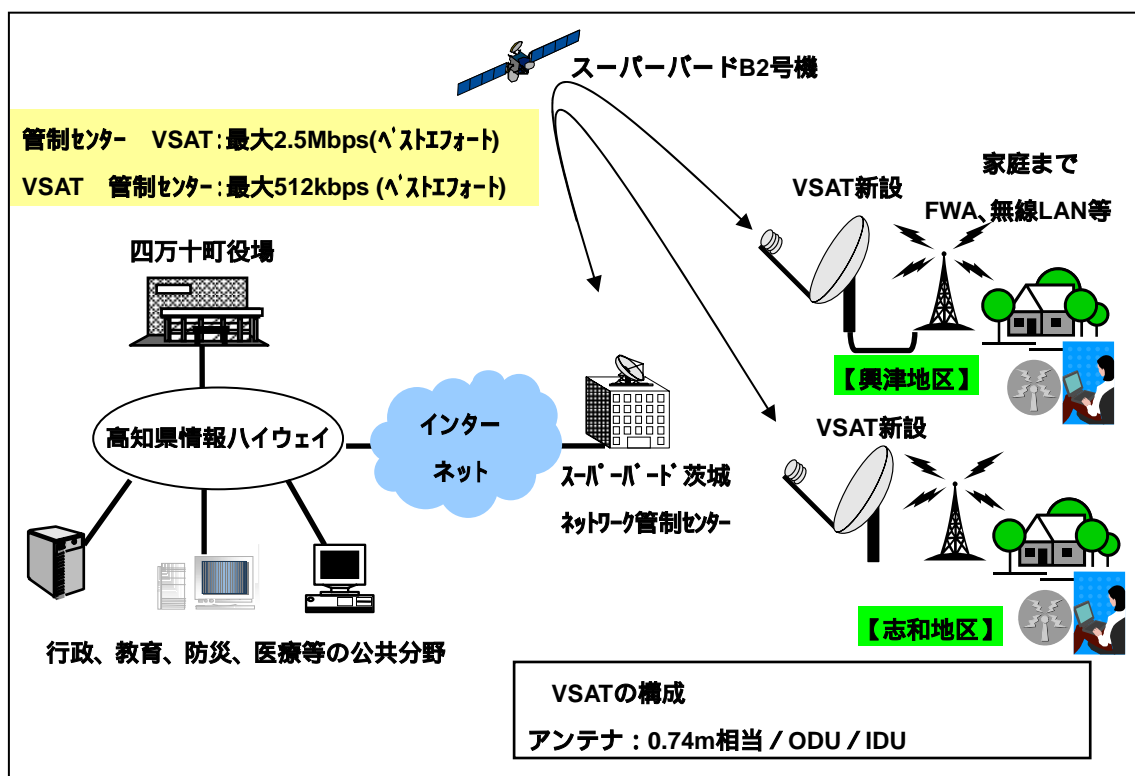 スーパーバードB2号機
管制ｾﾝﾀｰ　VSAT：最大2.5Mbps(ﾍﾞｽﾄｴﾌｫｰﾄ)
VSAT　管制ｾﾝﾀｰ：最大512kbps (ﾍﾞｽﾄｴﾌｫｰﾄ)
家庭まで
VSAT新設
FWA、無線LAN等
四万十町役場
【興津地区】
高知県情報ハイウェイ
インター
ネット
VSAT新設
ｽｰﾊﾟｰﾊﾞｰﾄﾞ茨城
ﾈｯﾄﾜｰｸ管制ｾﾝﾀｰ
【志和地区】
行政、教育、防災、医療等の公共分野
VSATの構成
アンテナ：0.74m相当／ODU／IDU